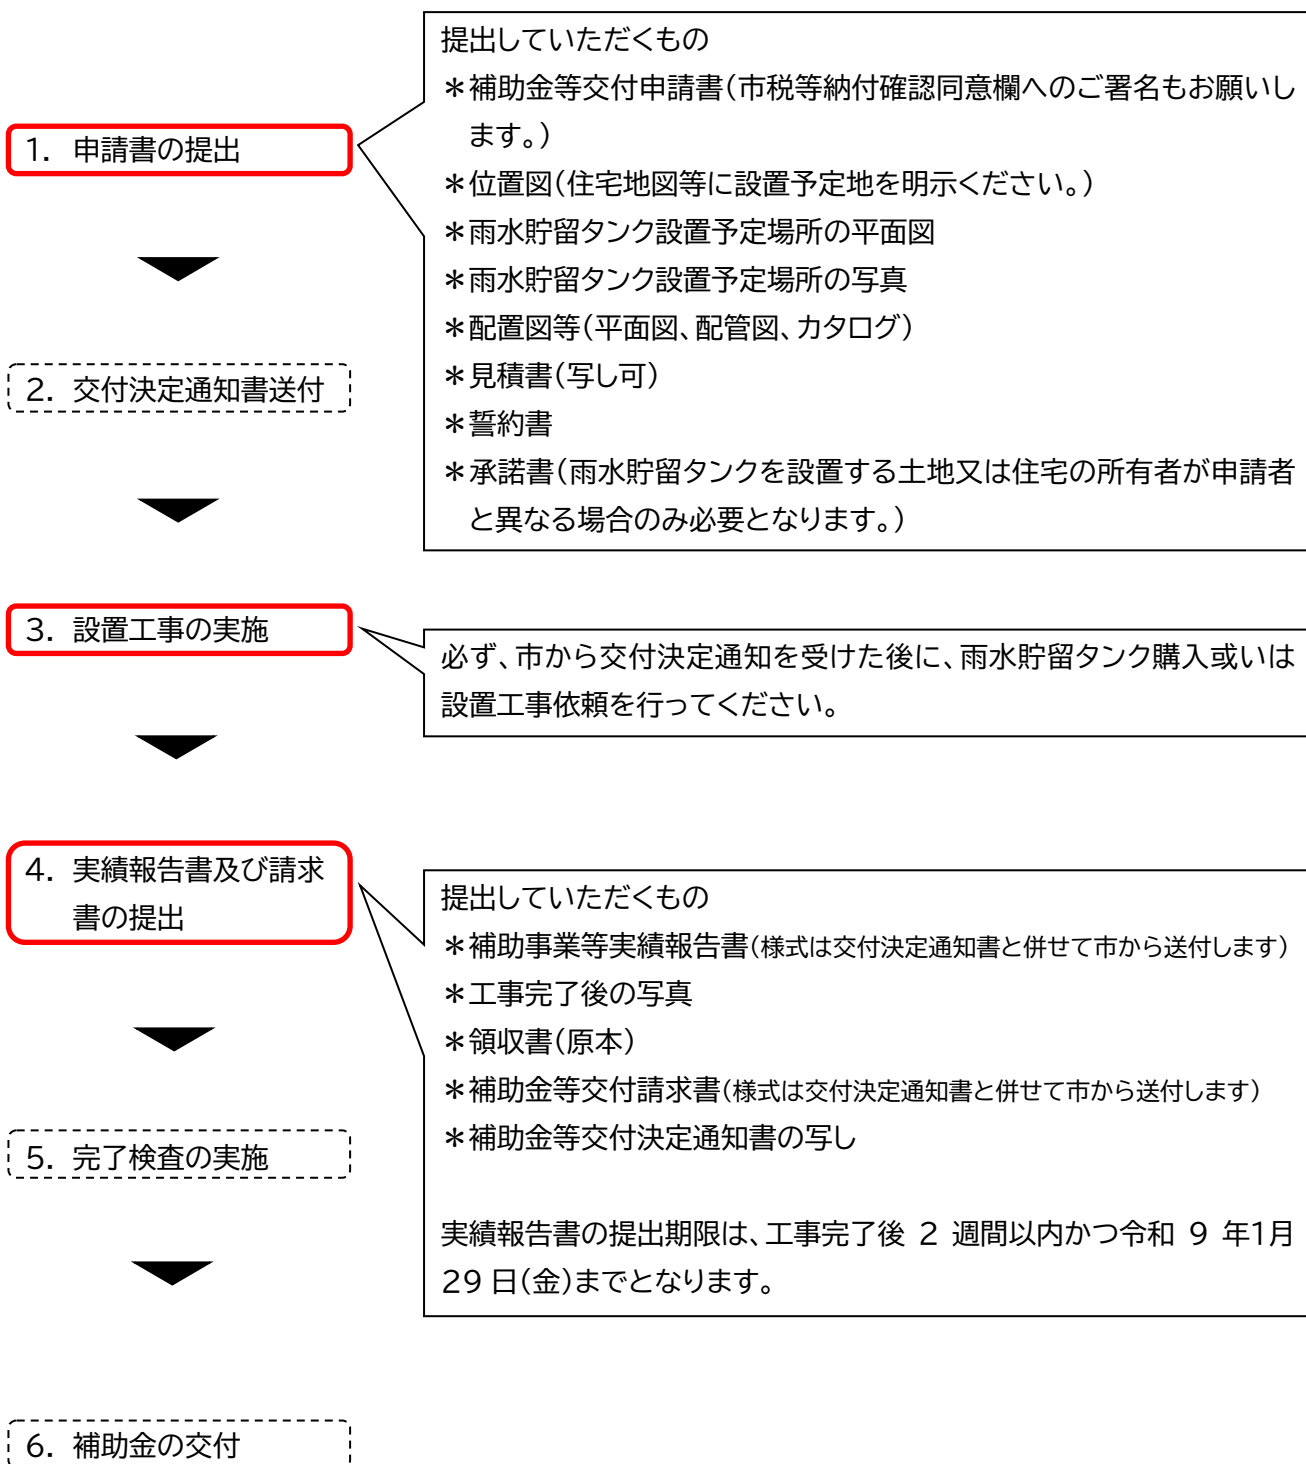 提出していただくもの
＊補助金等交付申請書（市税等納付確認同意欄へのご署名もお願いし
ます。）
1. 申請書の提出
＊位置図（住宅地図等に設置予定地を明示ください。）
＊雨水貯留タンク設置予定場所の平面図
＊雨水貯留タンク設置予定場所の写真
＊配置図等（平面図、配管図、カタログ）
＊見積書（写し可）
＊誓約書
＊承諾書（雨水貯留タンクを設置する土地又は住宅の所有者が申請者
と異なる場合のみ必要となります。）
2. 交付決定通知書送付
3. 設置工事の実施
必ず、市から交付決定通知を受けた後に、雨水貯留タンク購入或いは
設置工事依頼を行ってください。
4. 実績報告書及び請求
書の提出
提出していただくもの
＊補助事業等実績報告書（様式は交付決定通知書と併せて市から送付します）
＊工事完了後の写真
＊領収書（原本）
＊補助金等交付請求書（様式は交付決定通知書と併せて市から送付します）
＊補助金等交付決定通知書の写し
実績報告書の提出期限は、工事完了後 2 週間以内かつ令和 9 年1月
29日（金）までとなります。
5. 完了検査の実施
6. 補助金の交付